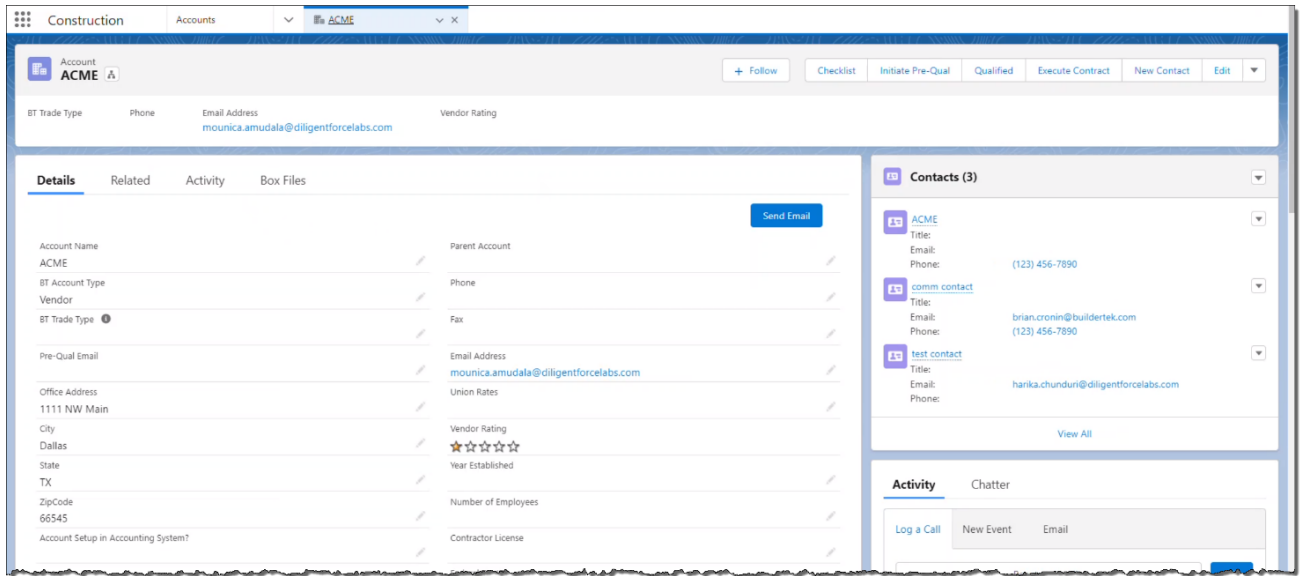 Construction Accounts ACME
Account
ACME
+ Follow Checklist Initiate Pre-Qual Qualified Execute Contract New Contact Edit
BT Trade Type Phone Email Address Vendor Rating
mounica.amudala@diligentforcelabs.com
Details Related Activity Box Files
Send Email
Account Name
ACME
BT Account Type
Vendor
BT Trade Type
Pre-Qual Email
Office Address
1111 NW Main
City
Dallas
State
TX
ZipCode
66545
Account Setup in Accounting System?
Parent Account
Phone
Fax
Email Address
mounica.amudala@diligentforcelabs.com
Union Rates
Vendor Rating
Year Established
Number of Employees
Contractor License
Contacts (3)
ACME
Title:
Email:
Phone: (123) 456-7890
comm contact
Title:
Email: brian.cronin@buildertek.com
Phone: (123) 456-7890
test contact
Title:
Email: harika.chunduri@diligentforcelabs.com
Phone:
View All
Activity Chatter
Log a Call New Event Email